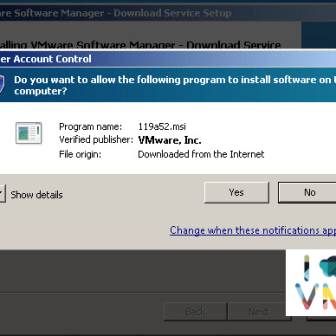 are Software Manager - Download Service Setup
alling VMware Software Manager - Download Service
er Account Control
Do you want to allow the following program to install software on t
computer?
Program name: 119a52.msi
Verified publisher: VMware, Inc.
File origin: Downloaded from the Internet
Show details
Yes
No
Change when these notifications app
I
VM
Back
Next